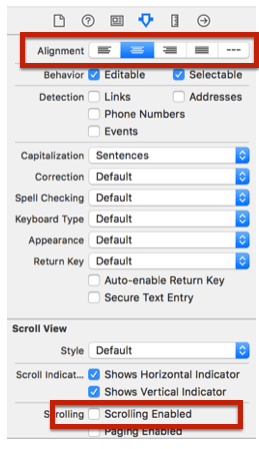 Alignment
Behavior Editable Selectable
Detection Links Addresses
Phone Numbers
Events
Capitalization Sentences
Correction Default
Spell Checking Default
Keyboard Type Default
Appearance Default
Return Key Default
Auto-enable Return Key
Secure Text Entry
Scroll View
Style Default
Scroll Indicat... Shows Horizontal Indicator
Shows Vertical Indicator
Scrolling Scrolling Enabled
Paging Enabled